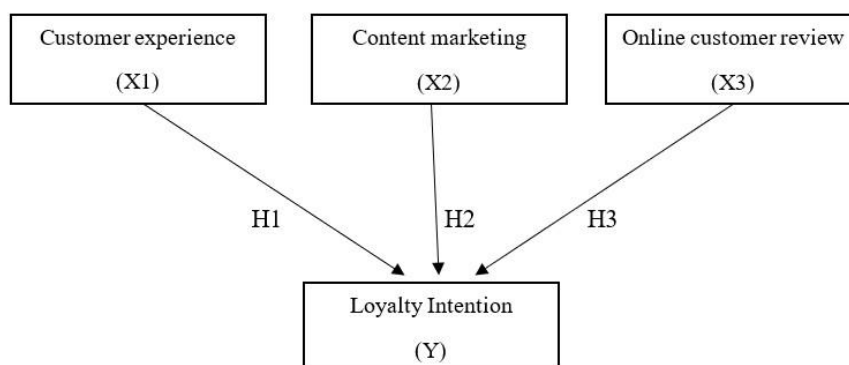 Customer experience
(X1)
Content marketing
(X2)
Online customer review
(X3)
H1
H2
H3
Loyalty Intention
(Y)